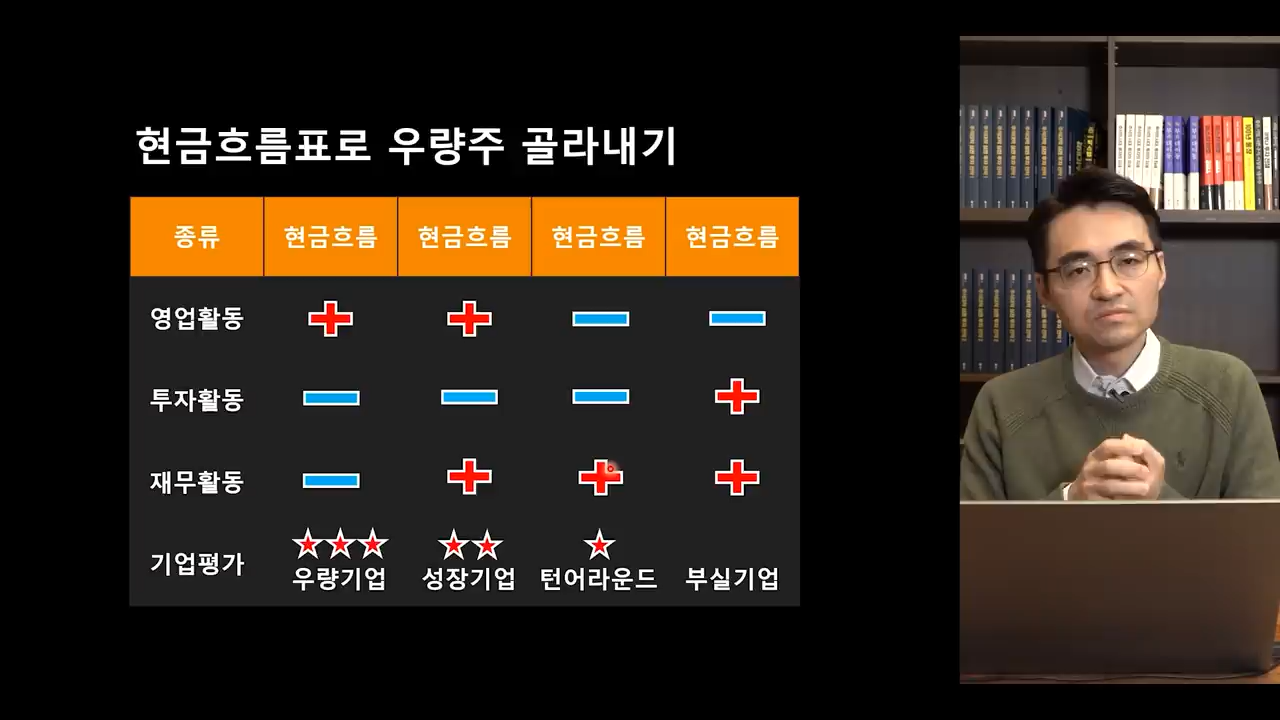 현금흐름표로 우량주 골라내기
종류 현금흐름 현금흐름 현금흐름 현금흐름
영업활동
투자활동
재무활동
기업평가 우량기업 성장기업 턴어라운드 부실기업